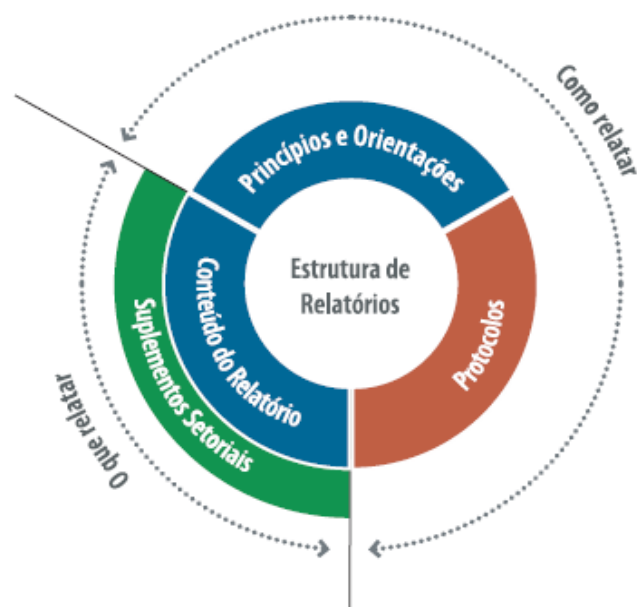 Como relatar
Princípios e Orientações
Estrutura de
Relatórios
Protocolos
Conteúdo do Relatório
Suplementos Setoriais
O que relatar